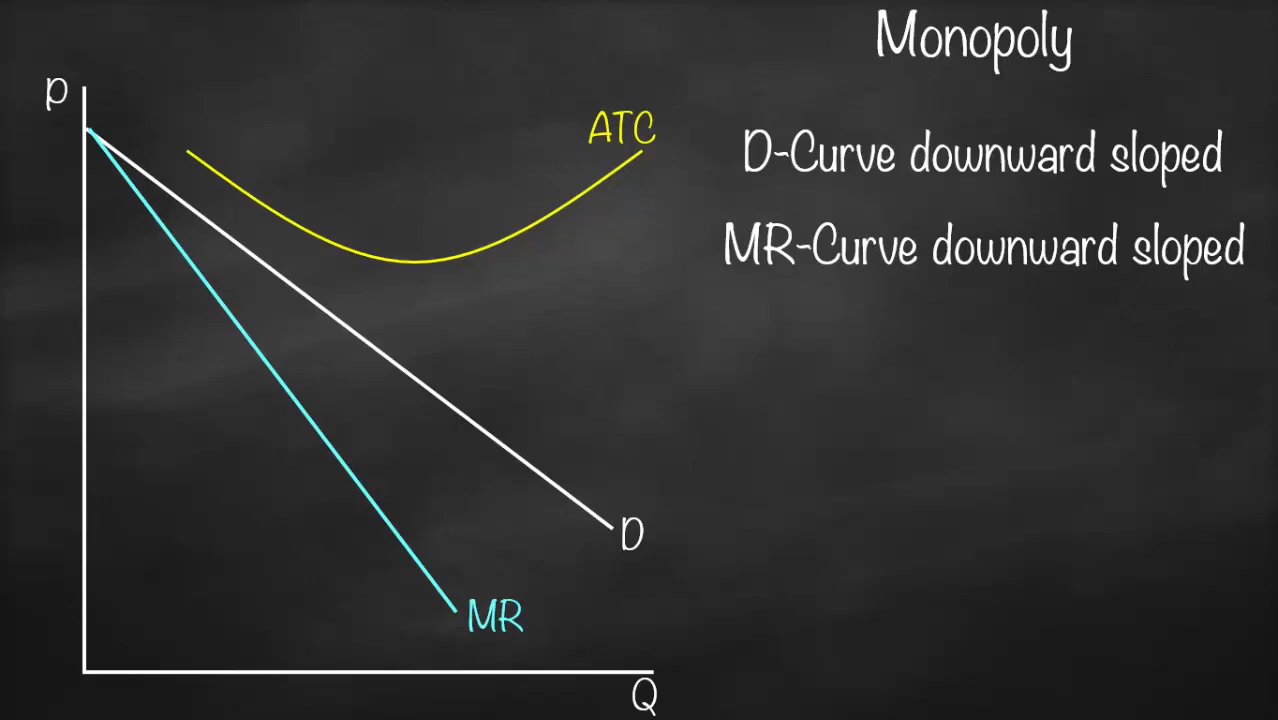 Monopoly
P
ATC
D-Curve downward sloped
MR-Curve downward sloped
D
MR
Q